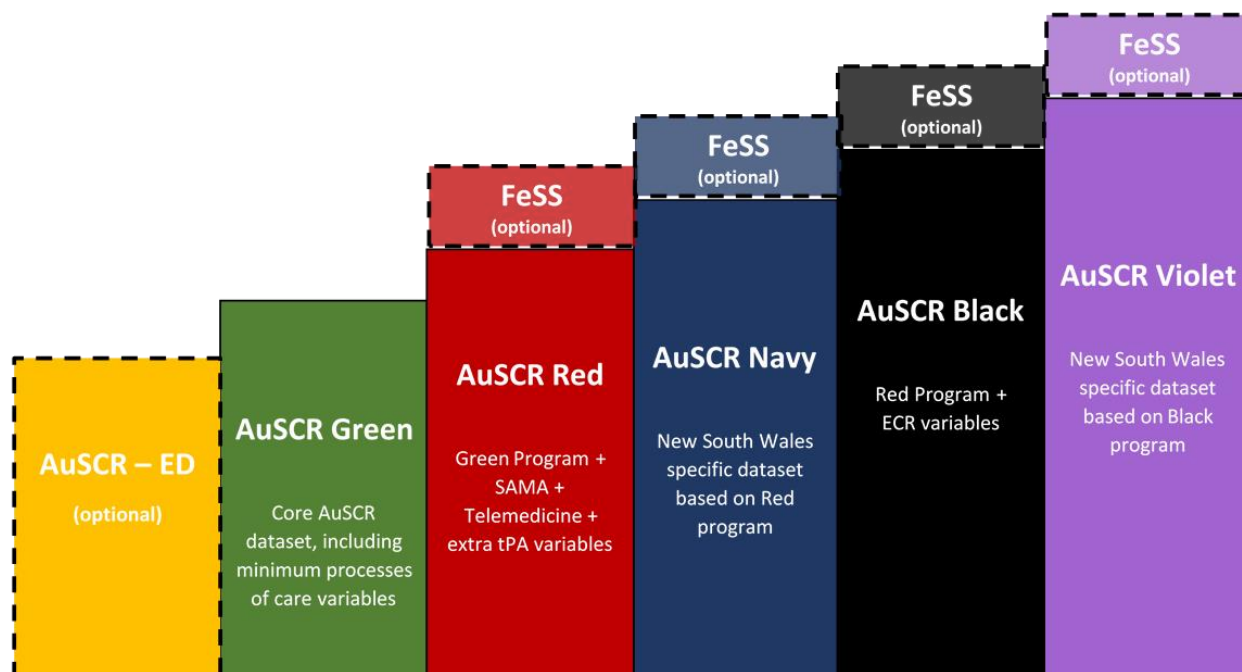 AuSCR – ED
(optional)
AuSCR Green
Core AuSCR
dataset, including
minimum processes
of care variables
FeSS
(optional)
AuSCR Red
Green Program +
SAMA +
Telemedicine +
extra tPA variables
FeSS
(optional)
AuSCR Navy
New South Wales
specific dataset
based on Red
program
FeSS
(optional)
AuSCR Black
Red Program +
ECR variables
FeSS
(optional)
AuSCR Violet
New South Wales
specific dataset
based on Black
program